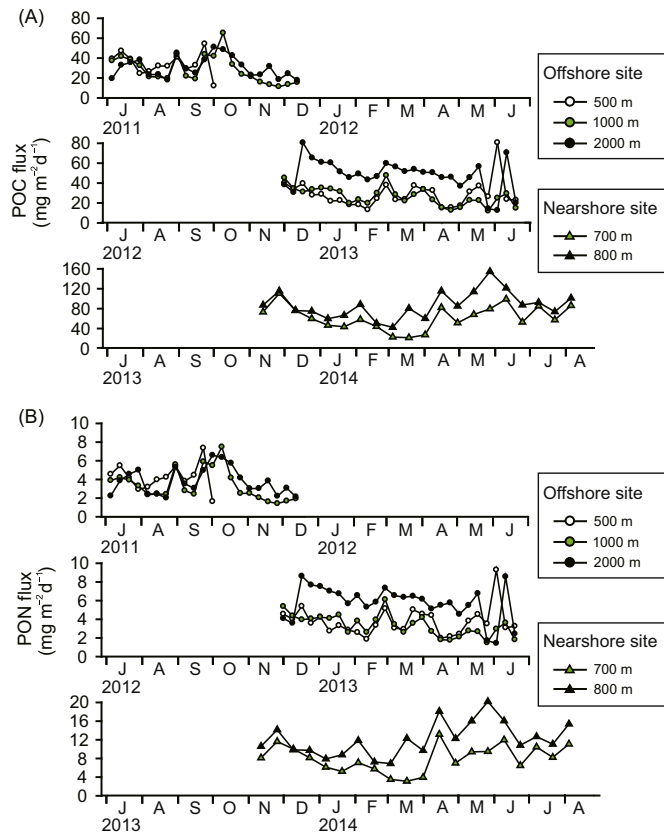 (A)
80
60
40
20
0
J A S O N D J F M A M J
2011 2012
Offshore site
500 m
1000 m
2000 m
POC flux
(mg m⁻² d⁻¹)
80
60
40
20
0
J A S O N D J F M A M J
2012 2013
Nearshore site
700 m
800 m
160
120
80
40
0
J A S O N D J F M A M J J A
2013 2014
(B)
10
8
6
4
2
0
J A S O N D J F M A M J
2011 2012
Offshore site
500 m
1000 m
2000 m
PON flux
(mg m⁻² d⁻¹)
10
8
6
4
2
0
J A S O N D J F M A M J
2012 2013
Nearshore site
700 m
800 m
20
16
12
8
4
0
J A S O N D J F M A M J J A
2013 2014